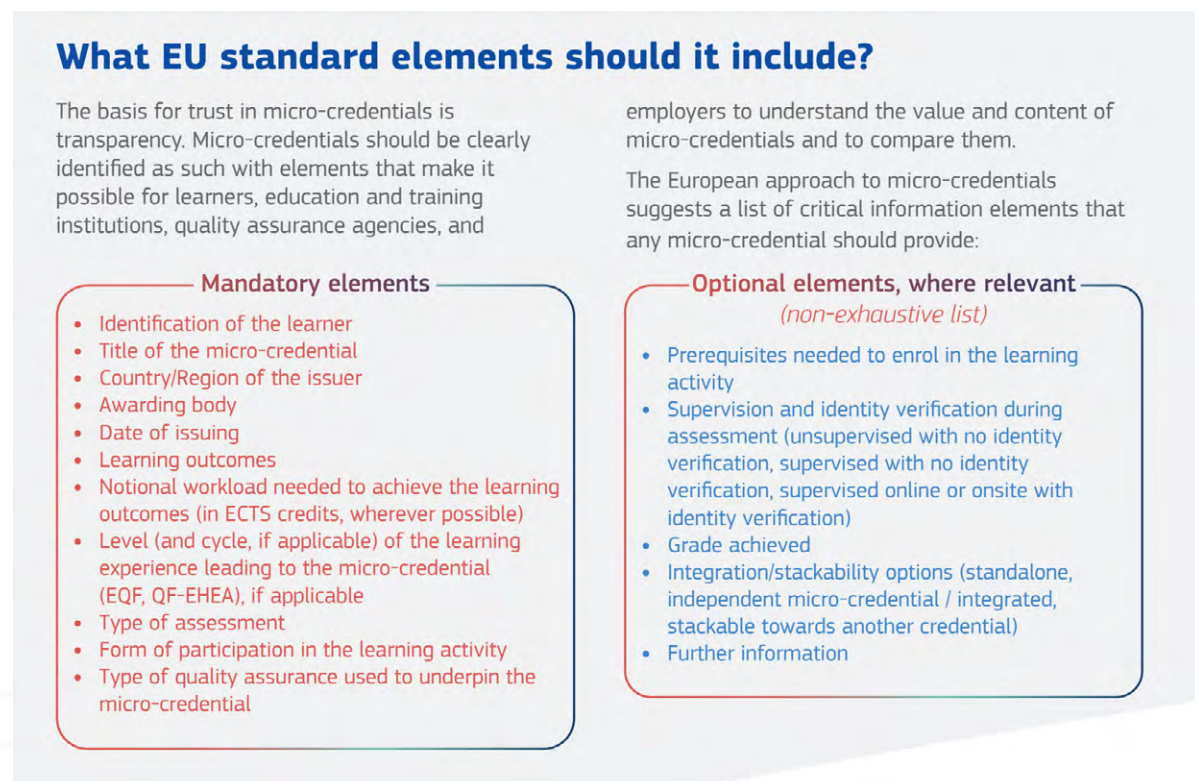 What EU standard elements should it include?
The basis for trust in micro-credentials is
transparency. Micro-credentials should be clearly
identified as such with elements that make it
possible for learners, education and training
institutions, quality assurance agencies, and
employers to understand the value and content of
micro-credentials and to compare them.
The European approach to micro-credentials
suggests a list of critical information elements that
any micro-credential should provide:
Mandatory elements
• Identification of the learner
• Title of the micro-credential
• Country/Region of the issuer
• Awarding body
• Date of issuing
• Learning outcomes
• Notional workload needed to achieve the learning
outcomes (in ECTS credits, wherever possible)
• Level (and cycle, if applicable) of the learning
experience leading to the micro-credential
(EQF, QF-EHEA), if applicable
• Type of assessment
• Form of participation in the learning activity
• Type of quality assurance used to underpin the
micro-credential
Optional elements, where relevant
(non-exhaustive list)
• Prerequisites needed to enrol in the learning
activity
• Supervision and identity verification during
assessment (unsupervised with no identity
verification, supervised with no identity
verification, supervised online or onsite with
identity verification)
• Grade achieved
• Integration/stackability options (standalone,
independent micro-credential / integrated,
stackable towards another credential)
• Further information